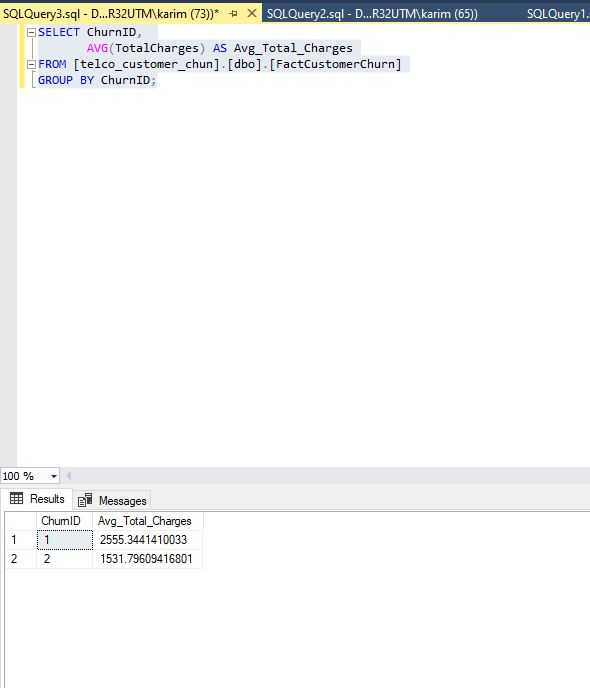 SQLQuery3.sql - D...R32UTM\karim (73))* SQLQuery2.sql - D...R32UTM\karim (65)) SQLQuery1.
SELECT ChurnID,
AVG(TotalCharges) AS Avg_Total_Charges
FROM [telco_customer_chun].[dbo].[FactCustomerChurn]
GROUP BY ChurnID;
100 %
Results Messages
ChurnID Avg_Total_Charges
1 1 2555.3441410033
2 2 1531.79609416801